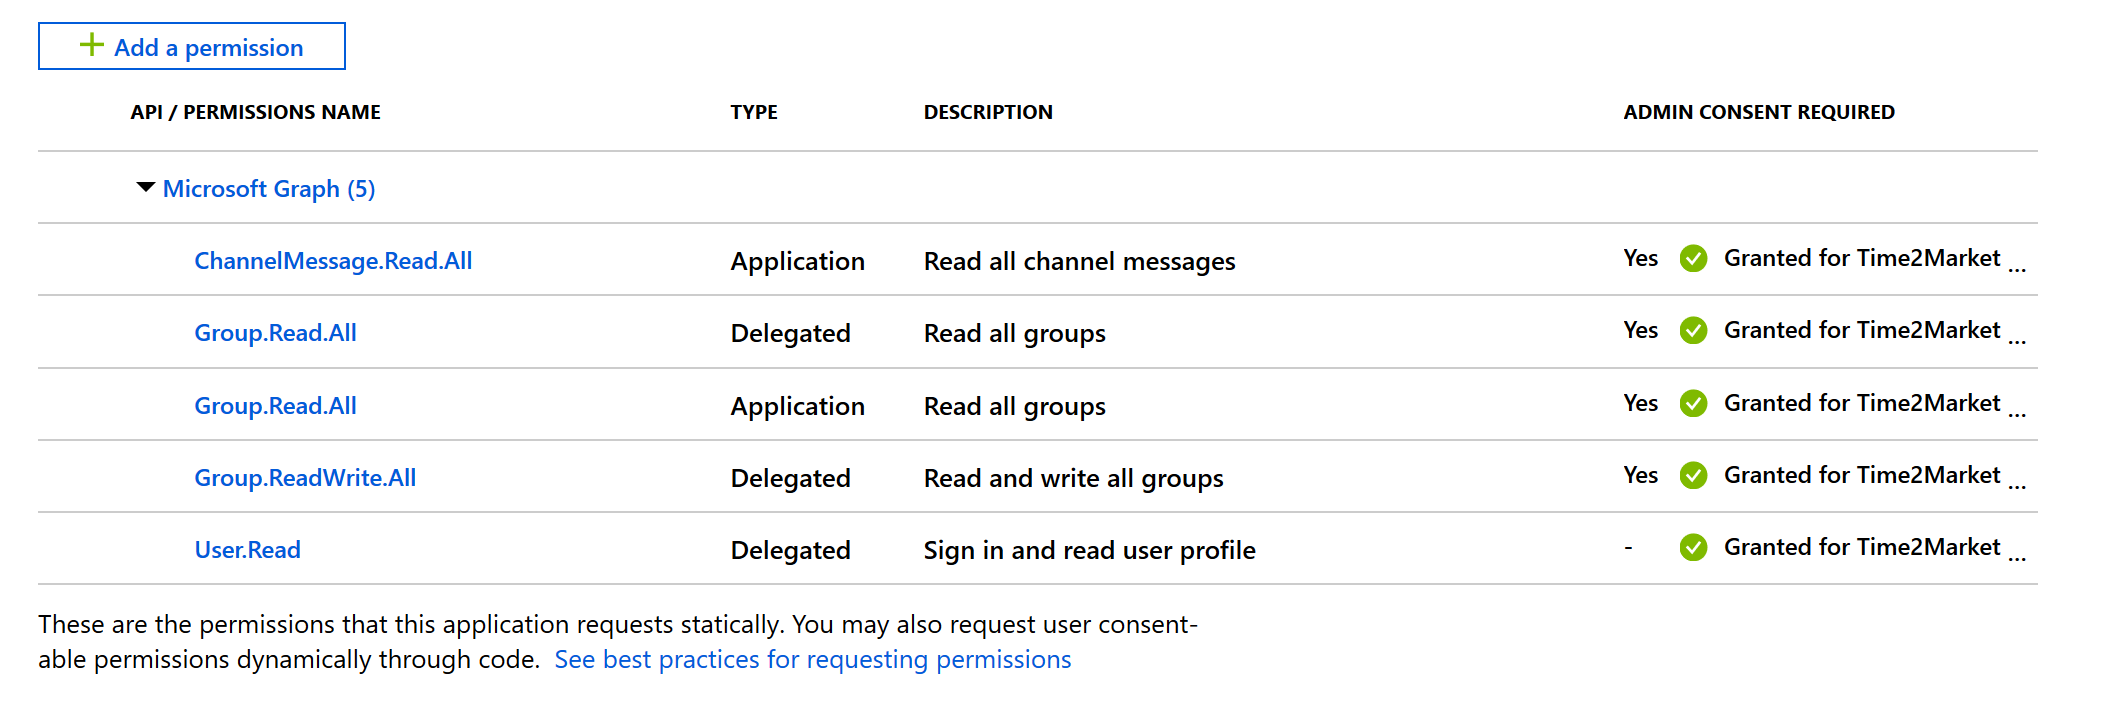 Add a permission
API / PERMISSIONS NAME TYPE DESCRIPTION ADMIN CONSENT REQUIRED
Microsoft Graph (5)
ChannelMessage.Read.All Application Read all channel messages Yes Granted for Time2Market ...
Group.Read.All Delegated Read all groups Yes Granted for Time2Market ...
Group.Read.All Application Read all groups Yes Granted for Time2Market ...
Group.ReadWrite.All Delegated Read and write all groups Yes Granted for Time2Market ...
User.Read Delegated Sign in and read user profile - Granted for Time2Market ...
These are the permissions that this application requests statically. You may also request user consent-
able permissions dynamically through code. See best practices for requesting permissions